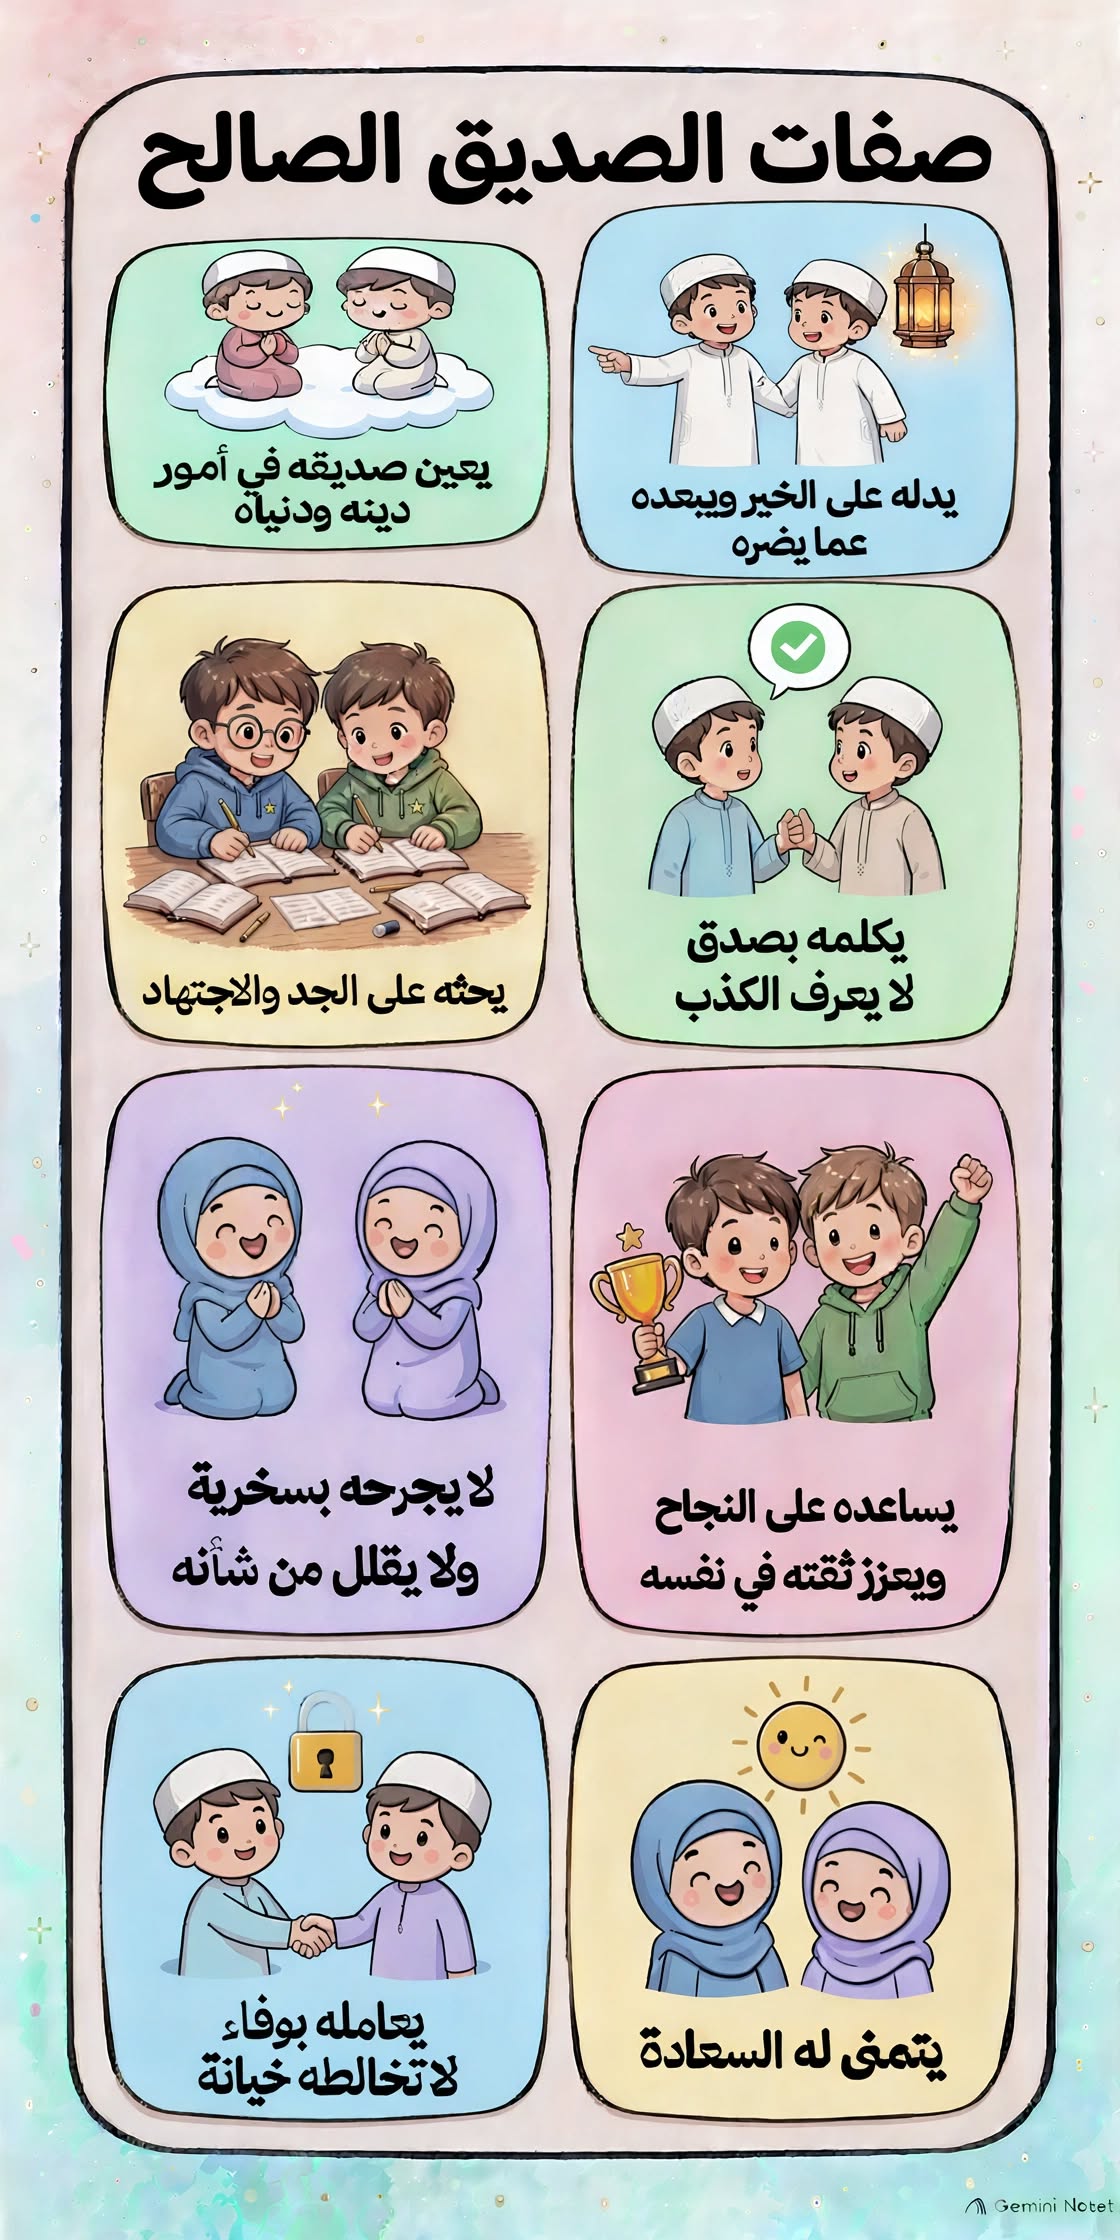 صفات الصديق الصالح
يدله على الخير ويبعده
عما يضره
يعين صديقه في أمور
دينه ودنياه
يكلمه بصدق
لا يعرف الكذب
يحثه على الجد والاجتهاد
يساعده على النجاح
ويعزز ثقته في نفسه
لا يجرحه بسخرية
ولا يقلل من شأنه
يتمنى له السعادة
يعامله بوفاء
لا تخالطه خيانة
Gemini Notet